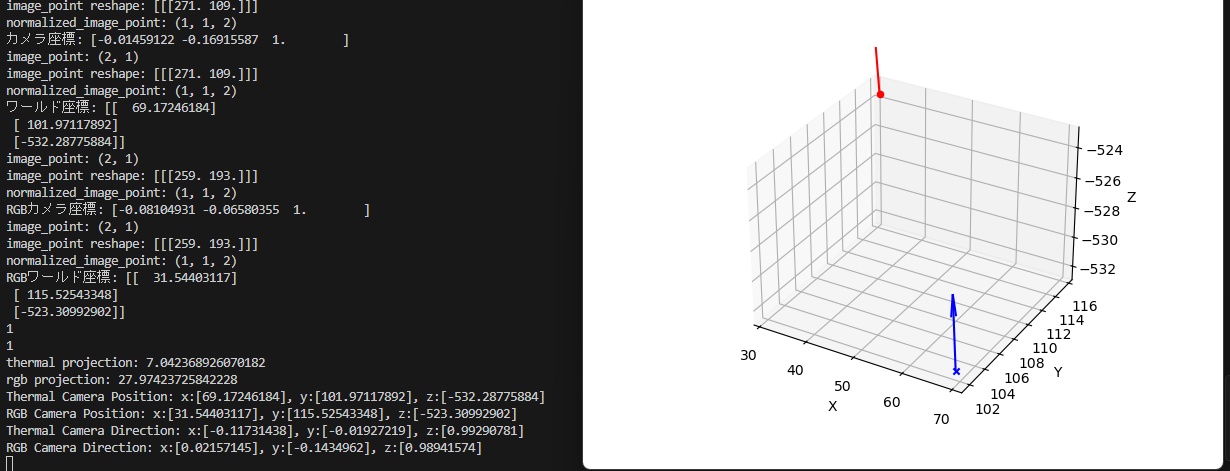 image_point reshape: [[[271. 109.]]]
normalized_image_point: (1, 1, 2)
カメラ座標: [-0.01459122 -0.16915587  1.        ]
image_point: (2, 1)
image_point reshape: [[[271. 109.]]]
normalized_image_point: (1, 1, 2)
ワールド座標: [[  69.17246184]
 [ 101.97117892]
 [-532.28775884]]
image_point: (2, 1)
image_point reshape: [[[259. 193.]]]
normalized_image_point: (1, 1, 2)
RGBカメラ座標: [-0.08104931 -0.06580355  1.        ]
image_point: (2, 1)
image_point reshape: [[[259. 193.]]]
normalized_image_point: (1, 1, 2)
RGBワールド座標: [[  31.54403117]
 [ 115.52543348]
 [-523.30992902]]
1
1
thermal projection: 7.042368926070182
rgb projection: 27.97423725842228
Thermal Camera Position: x:[69.17246184], y:[101.97117892], z:[-532.28775884]
RGB Camera Position: x:[31.54403117], y:[115.52543348], z:[-523.30992902]
Thermal Camera Direction: x:[-0.11731438], y:[-0.01927219], z:[0.99290781]
RGB Camera Direction: x:[0.02157145], y:[-0.1434962], z:[0.98941574]
−524
−526
Z
−528
−530
−532
116
114
112
110
108
106
104
102
Y
30
40
50
60
70
X